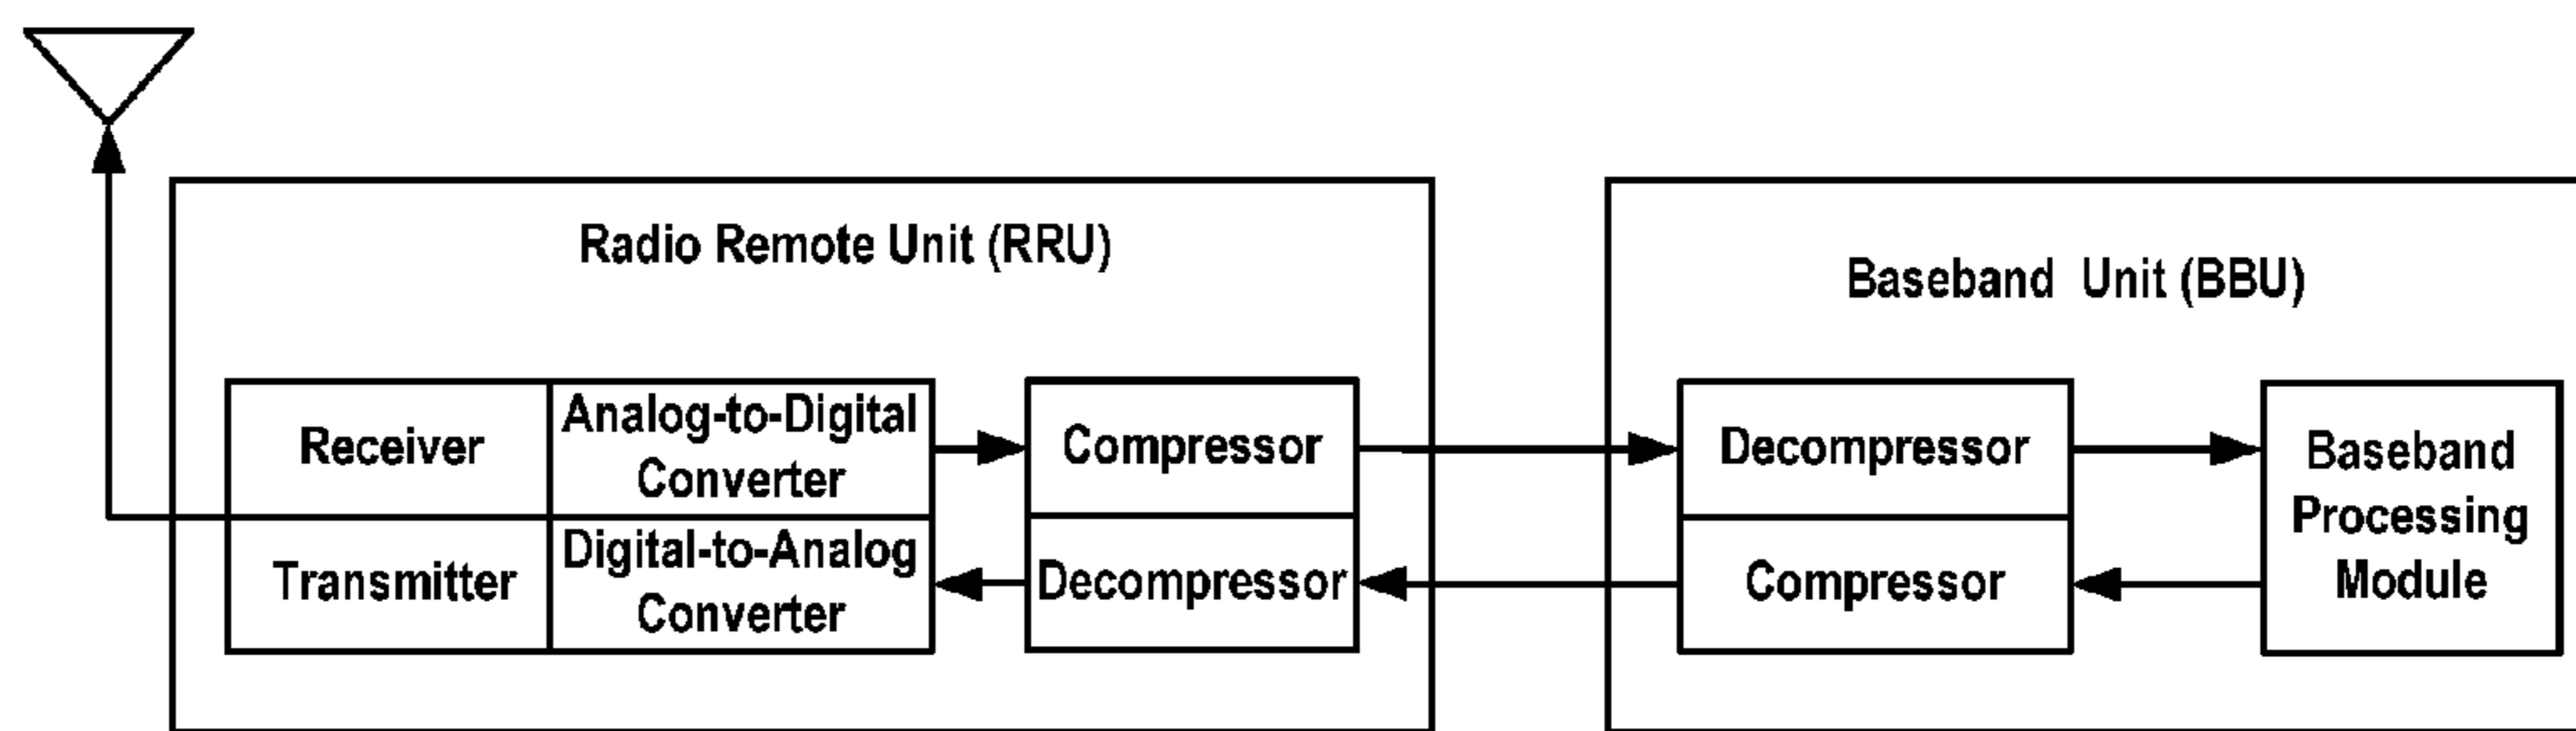 Radio Remote Unit (RRU)
Receiver
Analog-to-Digital
Converter
Compressor
Transmitter
Digital-to-Analog
Converter
Decompressor
Baseband Unit (BBU)
Decompressor
Compressor
Baseband
Processing
Module